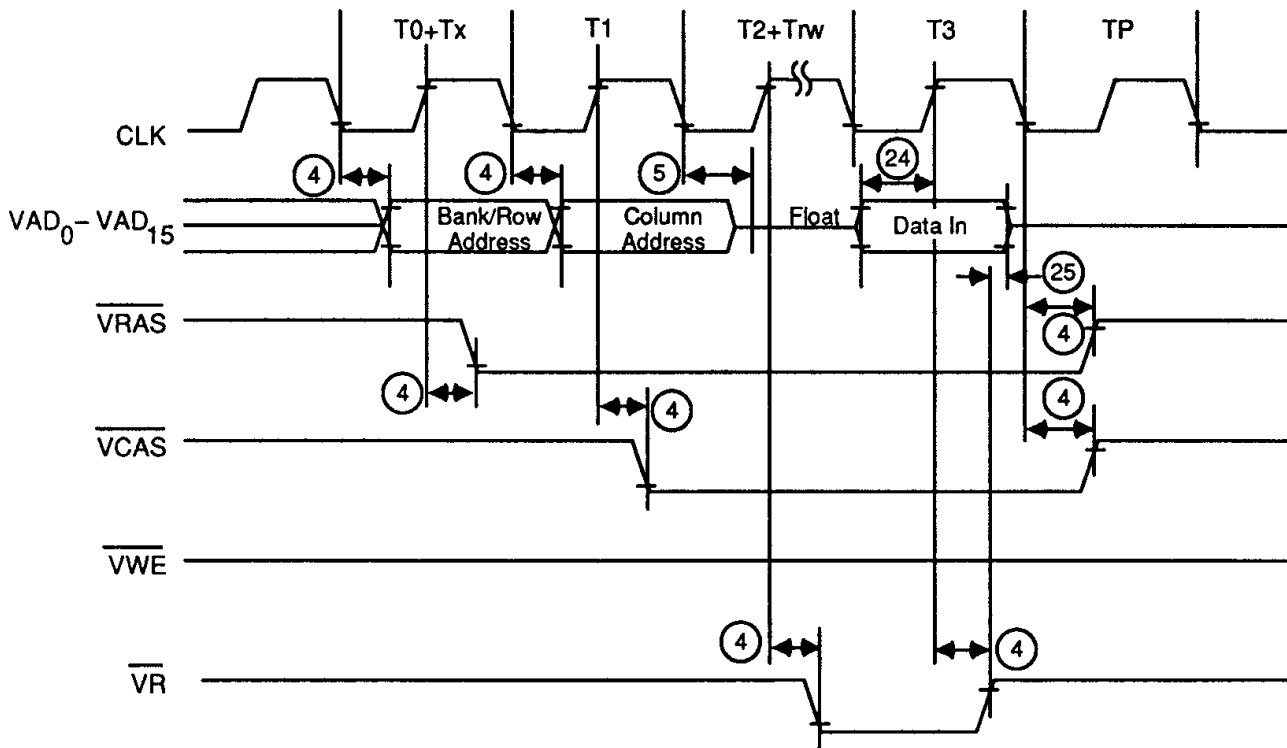 T0+Tx T1 T2+Trw T3 TP
CLK
4 4 5 24
VAD0 – VAD15
Bank/Row Address
Column Address
Float
Data In
25
VRAS
4
4
VCAS
4
4
VWE
VR
4
4